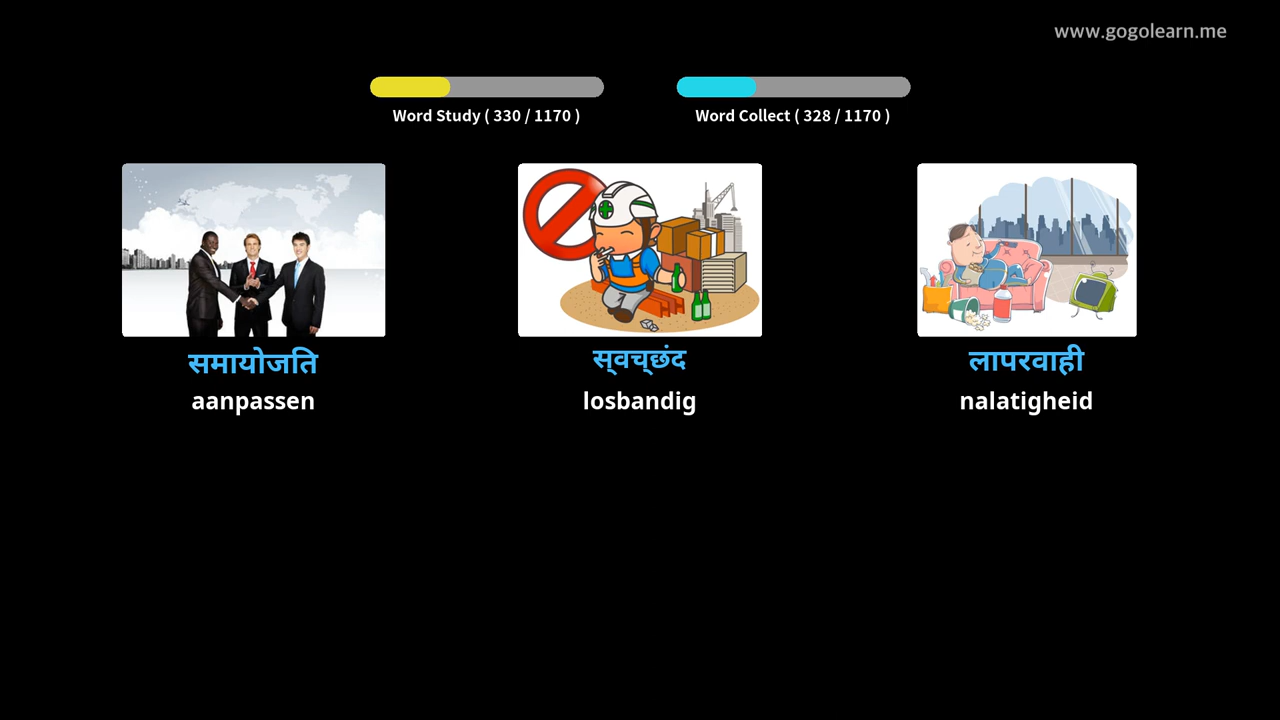 www.gogolearn.me
Word Study ( 330 / 1170 )
Word Collect ( 328 / 1170 )
समायोजति
aanpassen
स्वच्छंद
losbandig
लापरवाही
nalatigheid